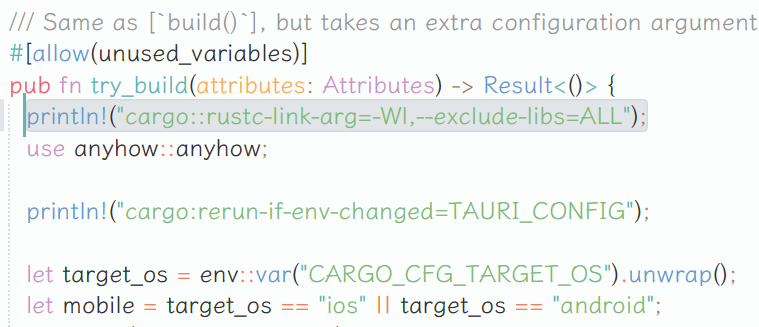 /// Same as [`build()`], but takes an extra configuration argument
#[allow(unused_variables)]
pub fn try_build(attributes: Attributes) -> Result<()> {
println!("cargo::rustc-link-arg=-Wl,--exclude-libs=ALL");
use anyhow::anyhow;
println!("cargo:rerun-if-env-changed=TAURI_CONFIG");
let target_os = env::var("CARGO_CFG_TARGET_OS").unwrap();
let mobile = target_os == "ios" || target_os == "android";